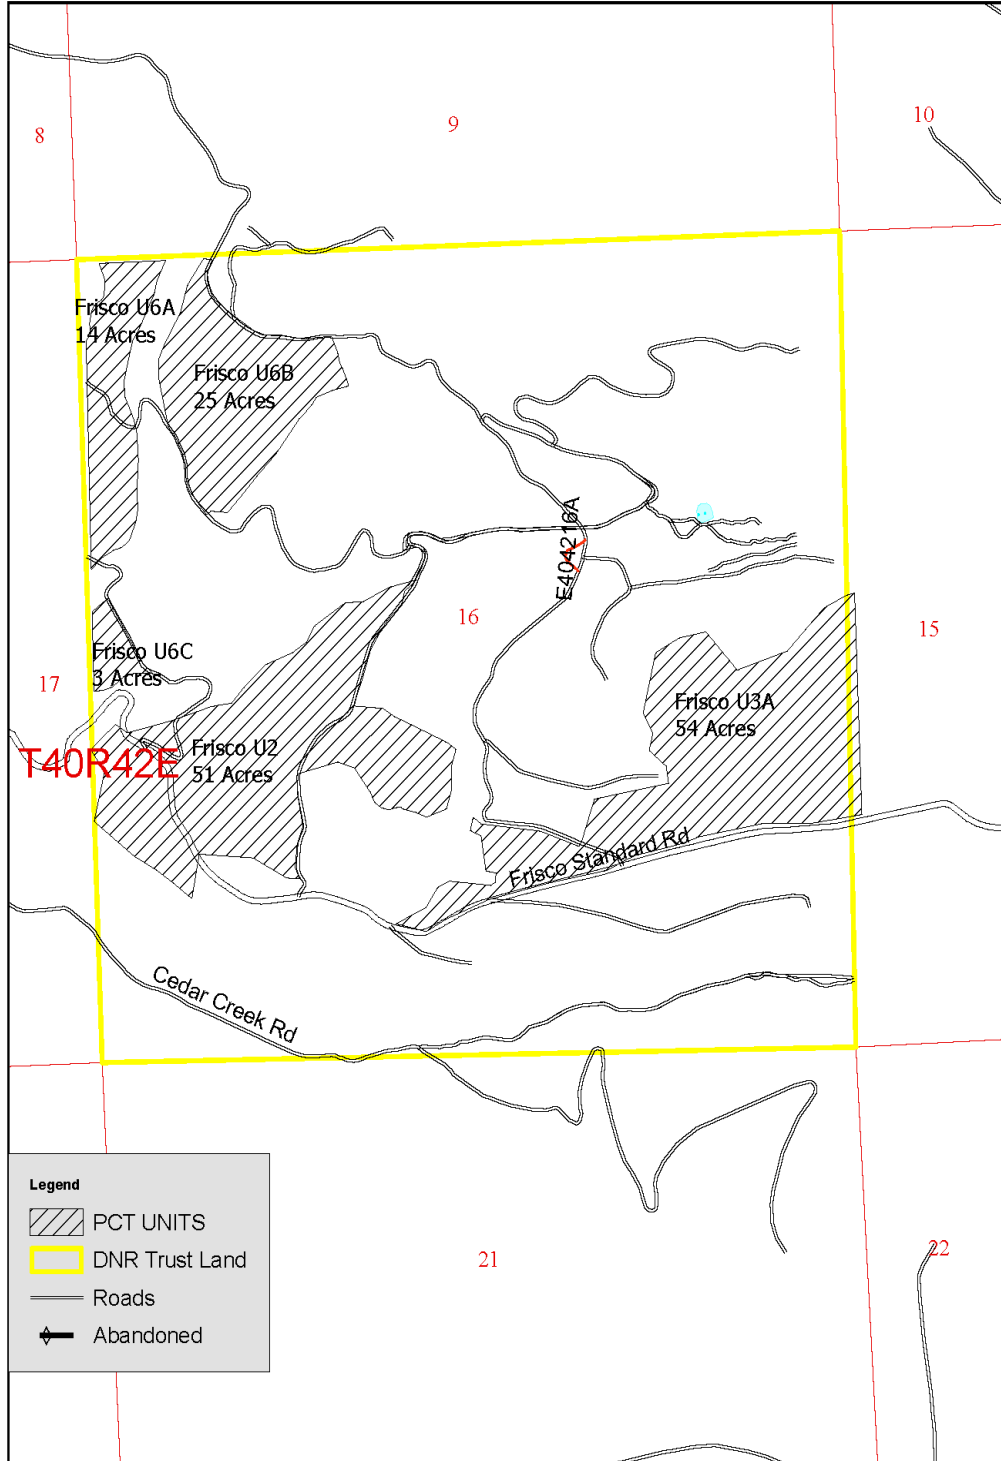 8
9
10
Frisco U6A
14 Acres
Frisco U6B
25 Acres
E404216A
16
15
Frisco U6C
3 Acres
17
Frisco U3A
54 Acres
T40R42E
Frisco U2
51 Acres
Frisco Standard Rd
Cedar Creek Rd
Legend
PCT UNITS
DNR Trust Land
Roads
Abandoned
21
22